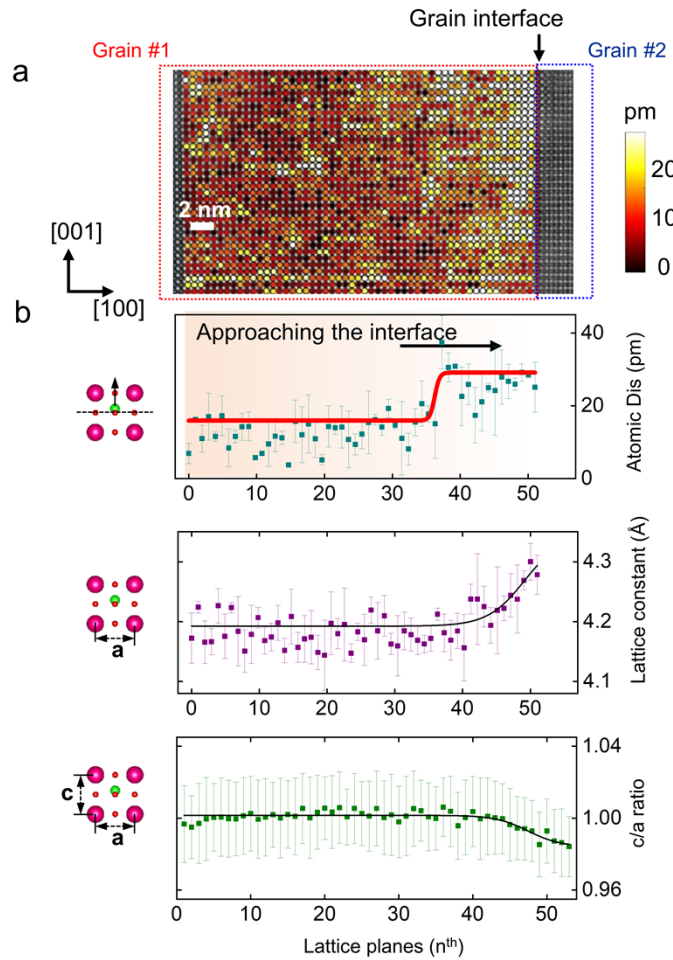 Grain interface
Grain #1
Grain #2
a
pm
20
10
0
2 nm
[001]
[100]
b
Approaching the interface
40
20
0
Atomic Dis (pm)
0 10 20 30 40 50
a
4.3
4.2
4.1
Lattice constant (Å)
0 10 20 30 40 50
c
a
1.04
1.00
0.96
c/a ratio
0 10 20 30 40 50
Lattice planes (nth)